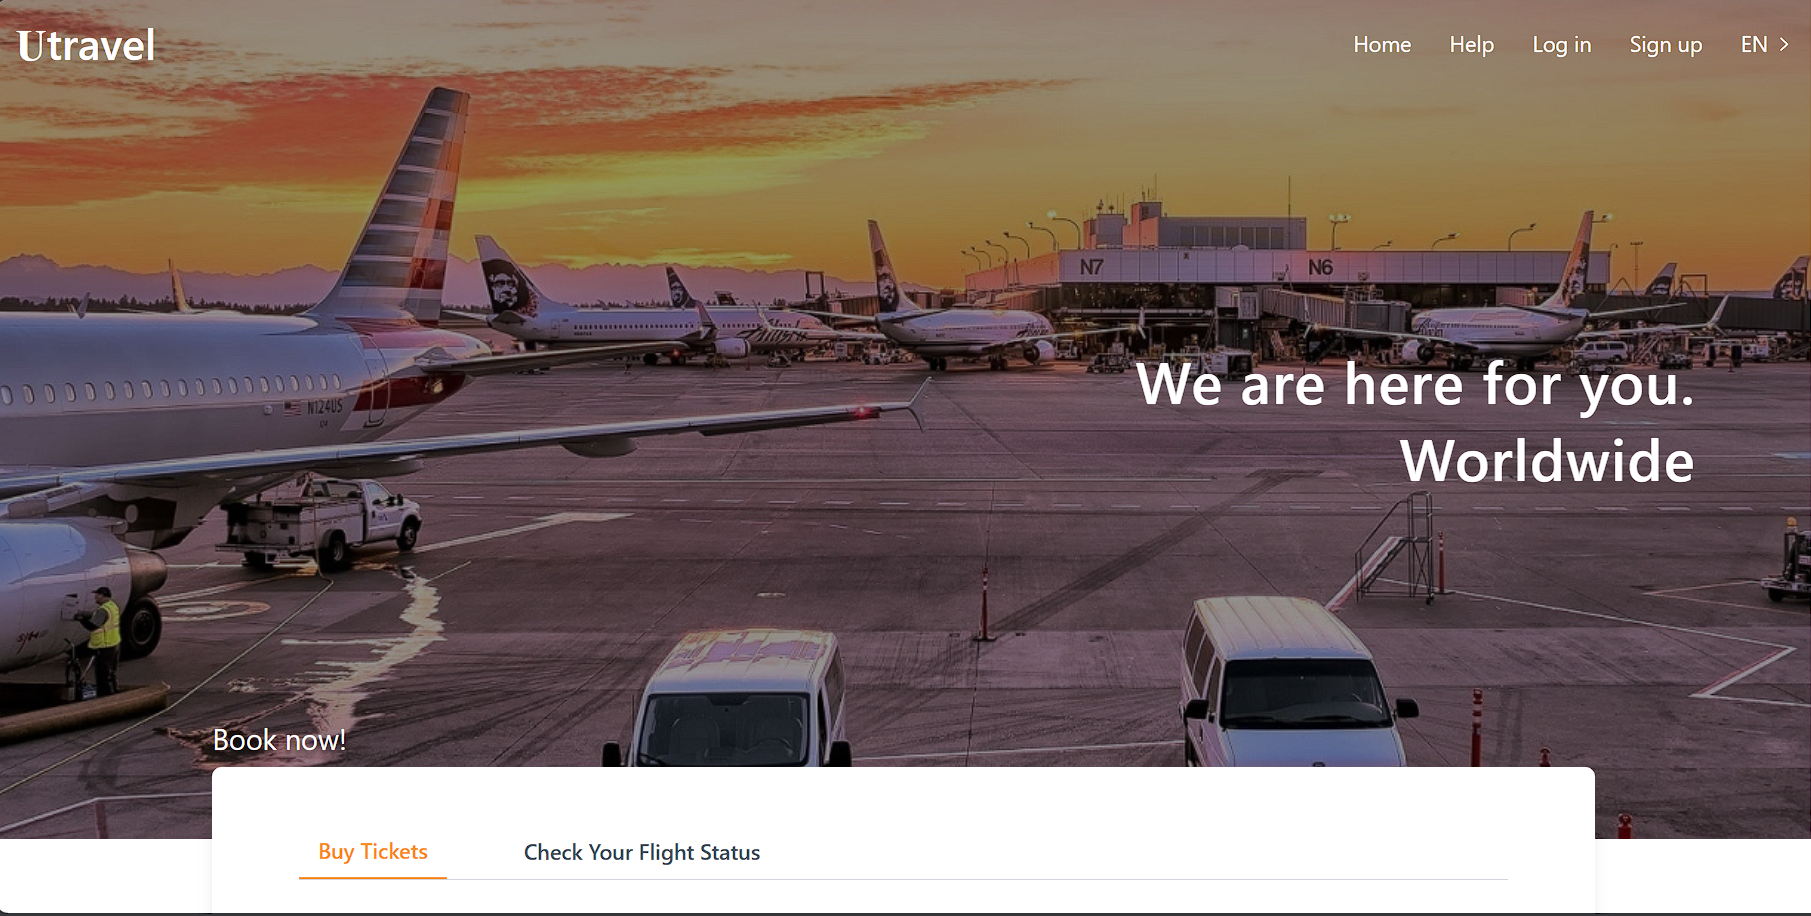 Utravel
Home Help Log in Sign up EN
N7 N6
N124US
We are here for you.
Worldwide
Book now!
Buy Tickets Check Your Flight Status